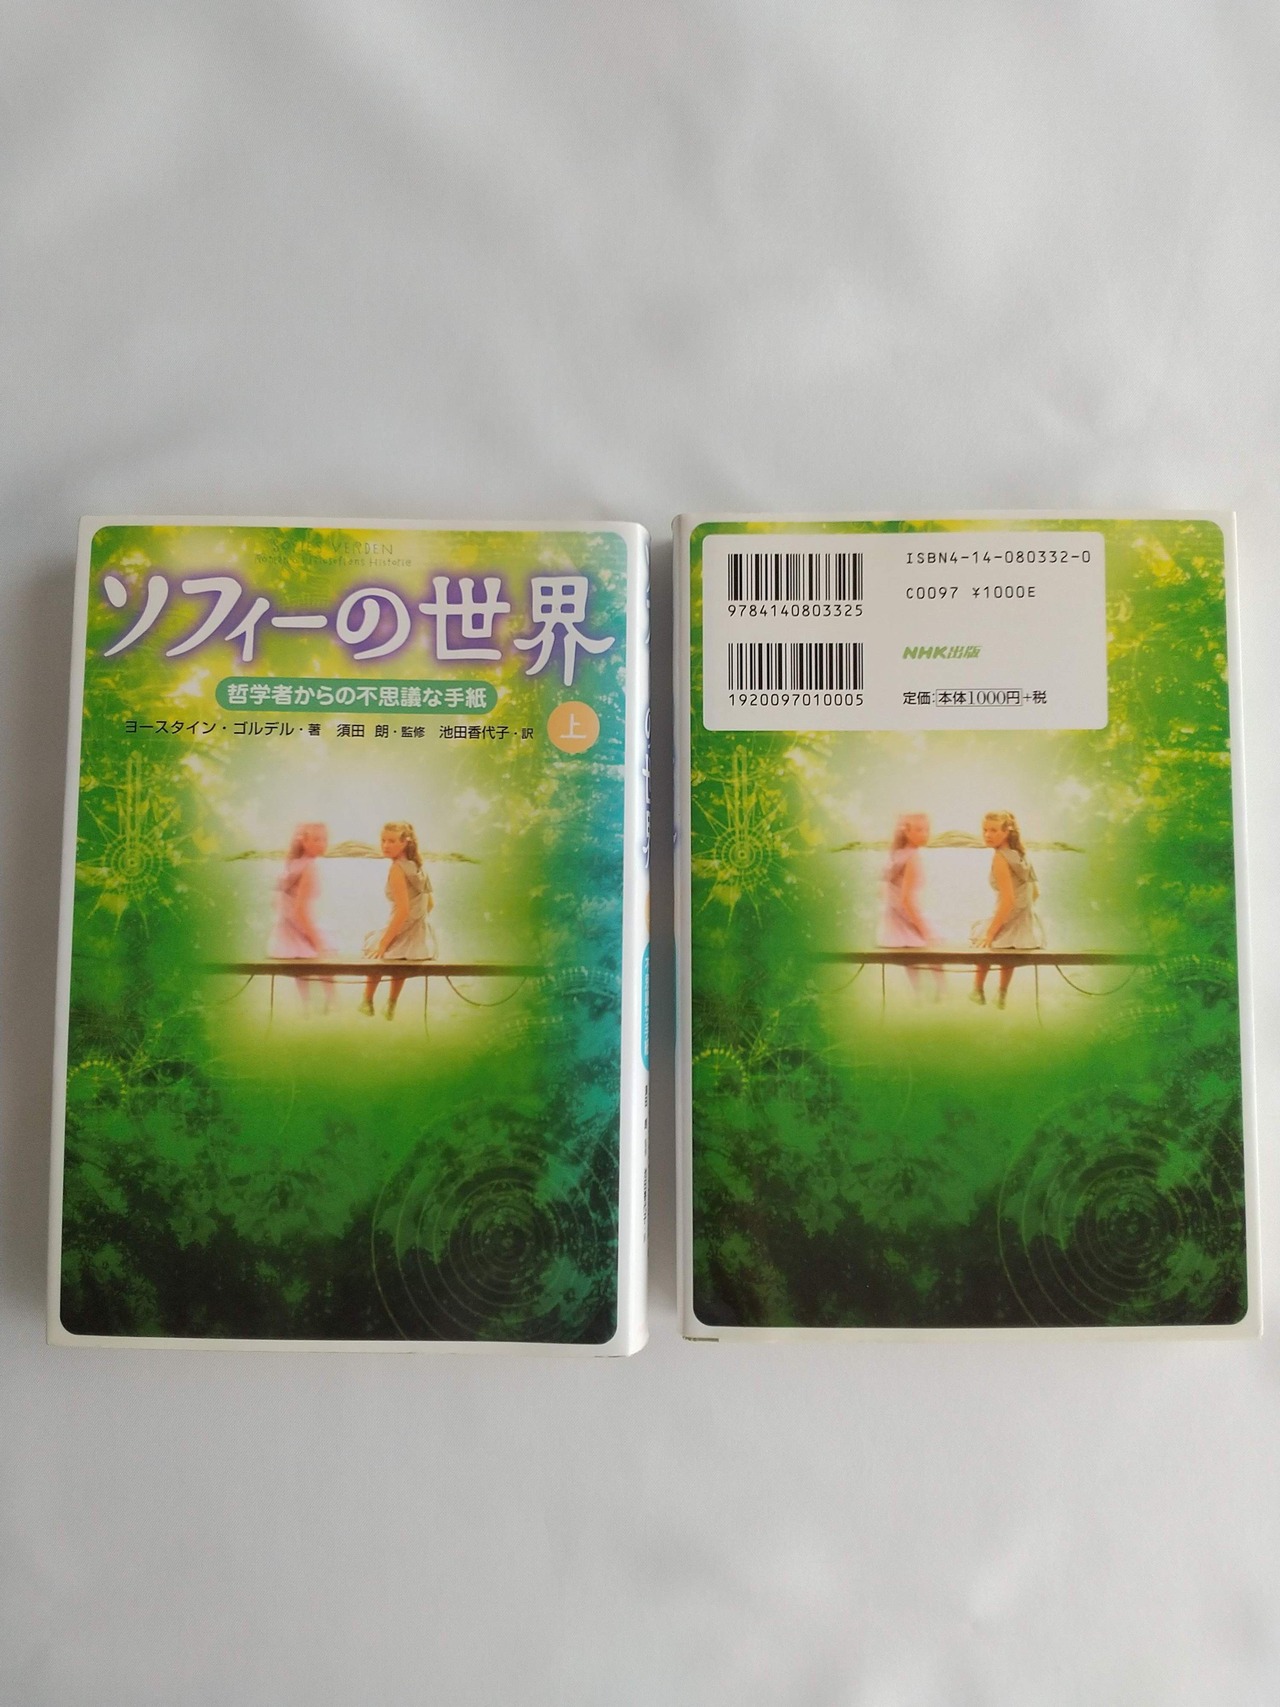 SOFIES VERDEN
ソフィーの世界
哲学者からの不思議な手紙
ヨースタイン・ゴルデル・著 須田 朗・監修 池田香代子・訳
上
ISBN4-14-080332-0
C0097 ¥1000E
9784140803325
NHK出版
1920097010005
定価:本体1000円+税